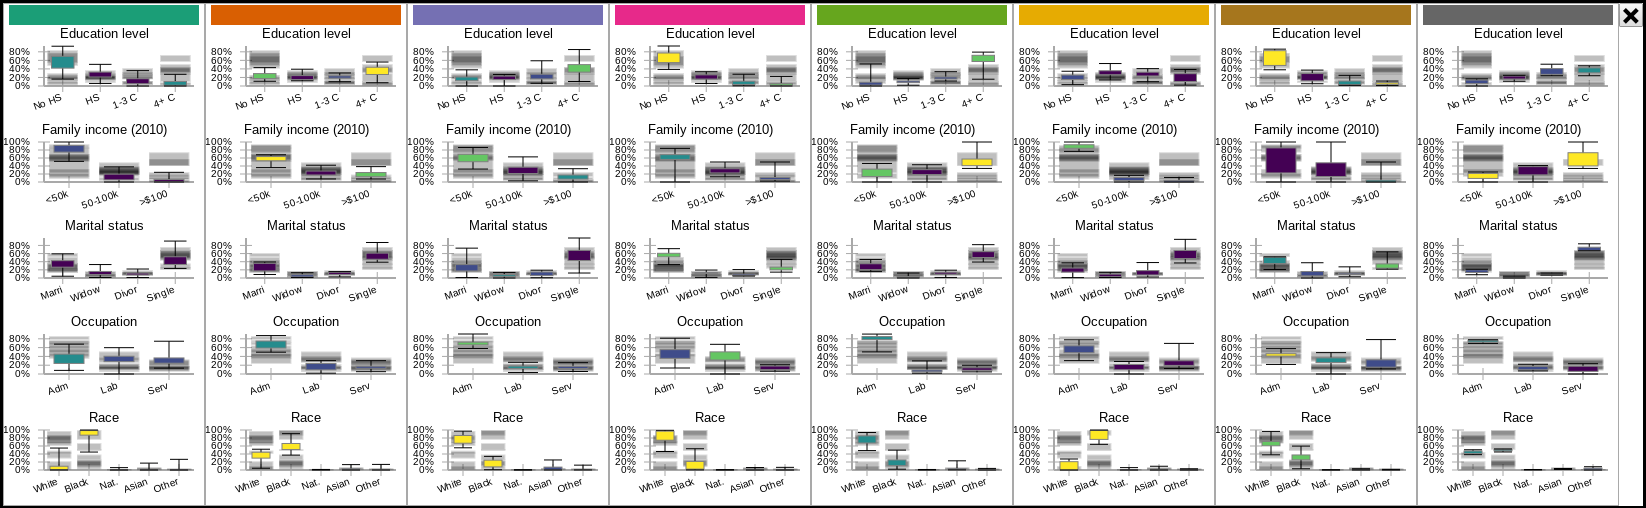 Education level Education level Education level Education level Education level Education level Education level Education level
80% 80% 80% 80% 80% 80% 80% 80%
60% 60% 60% 60% 60% 60% 60% 60%
40% 40% 40% 40% 40% 40% 40% 40%
20% 20% 20% 20% 20% 20% 20% 20%
0% 0% 0% 0% 0% 0% 0% 0%
No HS HS 1-3 C 4+ C No HS HS 1-3 C 4+ C No HS HS 1-3 C 4+ C No HS HS 1-3 C 4+ C No HS HS 1-3 C 4+ C No HS HS 1-3 C 4+ C No HS HS 1-3 C 4+ C No HS HS 1-3 C 4+ C
Family income (2010) Family income (2010) Family income (2010) Family income (2010) Family income (2010) Family income (2010) Family income (2010) Family income (2010)
100% 100% 100% 100% 100% 100% 100% 100%
80% 80% 80% 80% 80% 80% 80% 80%
60% 60% 60% 60% 60% 60% 60% 60%
40% 40% 40% 40% 40% 40% 40% 40%
20% 20% 20% 20% 20% 20% 20% 20%
0% 0% 0% 0% 0% 0% 0% 0%
<50k 50-100k >$100 <50k 50-100k >$100 <50k 50-100k >$100 <50k 50-100k >$100 <50k 50-100k >$100 <50k 50-100k >$100 <50k 50-100k >$100 <50k 50-100k >$100
Marital status Marital status Marital status Marital status Marital status Marital status Marital status Marital status
80% 80% 80% 80% 80% 80% 80% 80%
60% 60% 60% 60% 60% 60% 60% 60%
40% 40% 40% 40% 40% 40% 40% 40%
20% 20% 20% 20% 20% 20% 20% 20%
0% 0% 0% 0% 0% 0% 0% 0%
Marri Widow Divor Single Marri Widow Divor Single Marri Widow Divor Single Marri Widow Divor Single Marri Widow Divor Single Marri Widow Divor Single Marri Widow Divor Single Marri Widow Divor Single
Occupation Occupation Occupation Occupation Occupation Occupation Occupation Occupation
80% 80% 80% 80% 80% 80% 80% 80%
60% 60% 60% 60% 60% 60% 60% 60%
40% 40% 40% 40% 40% 40% 40% 40%
20% 20% 20% 20% 20% 20% 20% 20%
0% 0% 0% 0% 0% 0% 0% 0%
Adm Lab Serv Adm Lab Serv Adm Lab Serv Adm Lab Serv Adm Lab Serv Adm Lab Serv Adm Lab Serv Adm Lab Serv
Race Race Race Race Race Race Race Race
100% 100% 100% 100% 100% 100% 100% 100%
80% 80% 80% 80% 80% 80% 80% 80%
60% 60% 60% 60% 60% 60% 60% 60%
40% 40% 40% 40% 40% 40% 40% 40%
20% 20% 20% 20% 20% 20% 20% 20%
0% 0% 0% 0% 0% 0% 0% 0%
White Black Nat. Asian Other White Black Nat. Asian Other White Black Nat. Asian Other White Black Nat. Asian Other White Black Nat. Asian Other White Black Nat. Asian Other White Black Nat. Asian Other White Black Nat. Asian Other